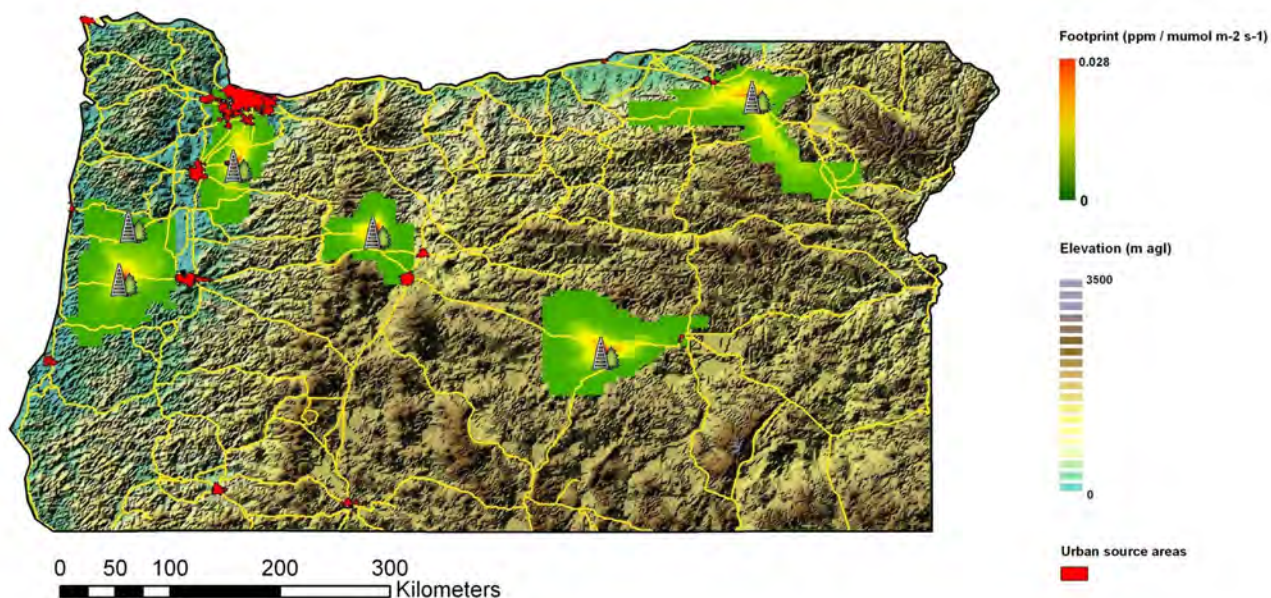 Footprint (ppm / mumol m-2 s-1)
0.028
0
Elevation (m agl)
3500
0
Urban source areas
0 50 100 200 300
Kilometers